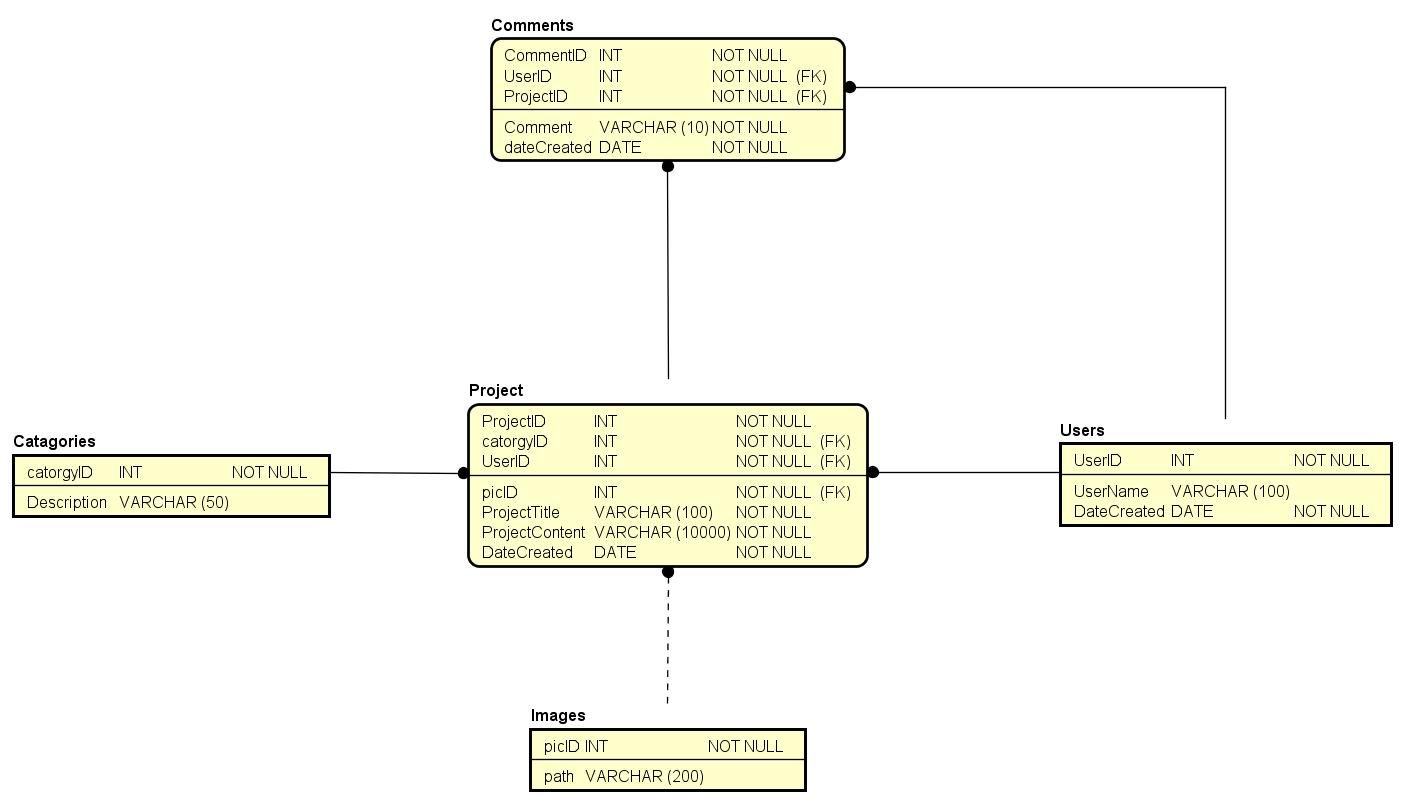 Comments
CommentID INT NOT NULL
UserID INT NOT NULL (FK)
ProjectID INT NOT NULL (FK)
Comment VARCHAR (10) NOT NULL
dateCreated DATE NOT NULL
Project
ProjectID INT NOT NULL
catorgyID INT NOT NULL (FK)
UserID INT NOT NULL (FK)
picID INT NOT NULL (FK)
ProjectTitle VARCHAR (100) NOT NULL
ProjectContent VARCHAR (10000) NOT NULL
DateCreated DATE NOT NULL
Catagories
catorgyID INT NOT NULL
Description VARCHAR (50)
Users
UserID INT NOT NULL
UserName VARCHAR (100)
DateCreated DATE NOT NULL
Images
picID INT NOT NULL
path VARCHAR (200)